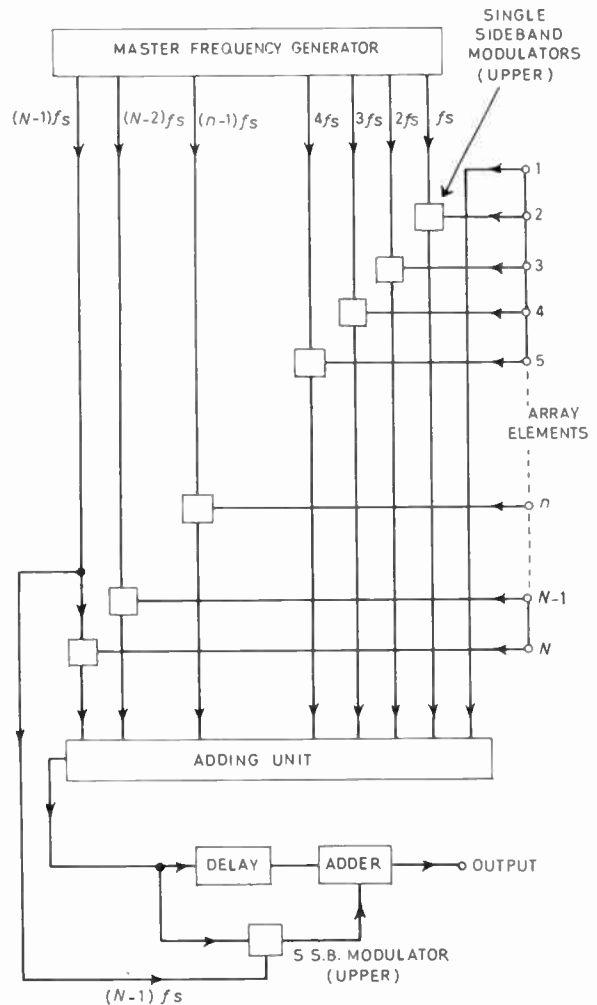 SINGLE
SIDEBAND
MODULATORS
(UPPER)
MASTER FREQUENCY GENERATOR
(N-1)fs
(N-2)fs
(n-1)fs
4fs
3fs
2fs
fs
1
2
3
4
5
ARRAY
ELEMENTS
n
N-1
N
ADDING UNIT
DELAY
ADDER
OUTPUT
S S.B. MODULATOR
(UPPER)
(N-1) fs